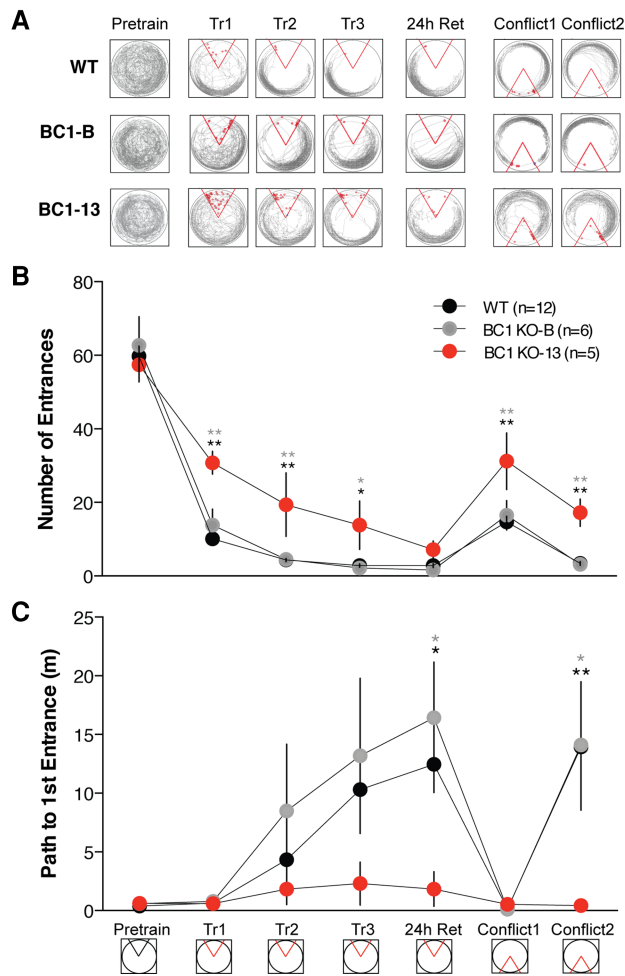 A
Pretrain Tr1 Tr2 Tr3 24h Ret Conflict1 Conflict2
WT
BC1-B
BC1-13
B
80
60
40
20
0
Number of Entrances
WT (n=12)
BC1 KO-B (n=6)
BC1 KO-13 (n=5)
** ** * ** **
** ** * ** **
C
25
20
15
10
5
0
Path to 1st Entrance (m)
* *
* **
Pretrain Tr1 Tr2 Tr3 24h Ret Conflict1 Conflict2